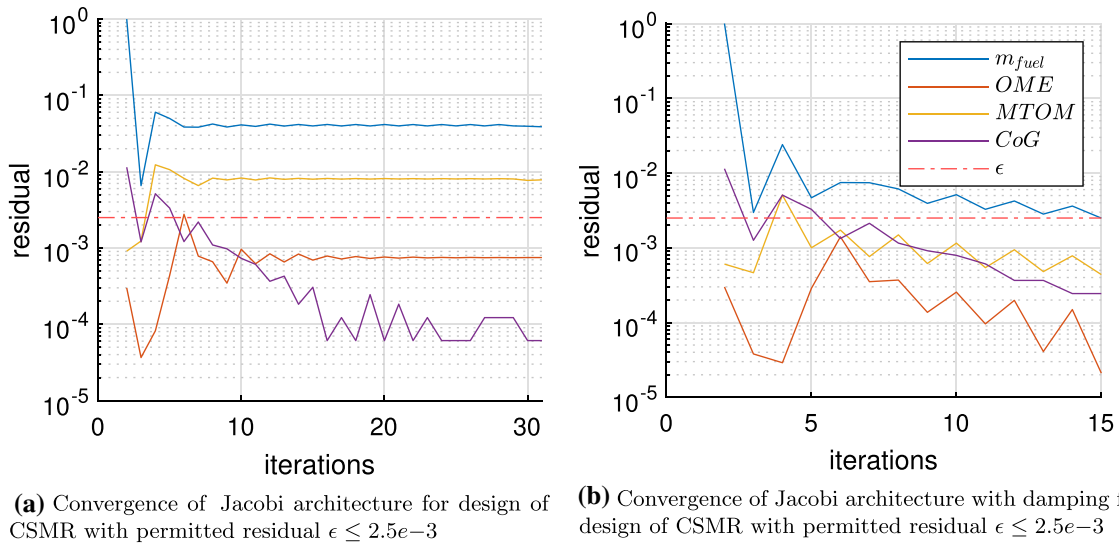 10^0
10^-1
10^-2
10^-3
10^-4
10^-5
residual
0
10
20
30
iterations
(a) Convergence of Jacobi architecture for design of
CSMR with permitted residual ϵ ≤ 2.5e−3
10^0
10^-1
10^-2
10^-3
10^-4
10^-5
residual
m_fuel
OME
MTOM
CoG
ϵ
0
5
10
15
iterations
(b) Convergence of Jacobi architecture with damping f
design of CSMR with permitted residual ϵ ≤ 2.5e−3